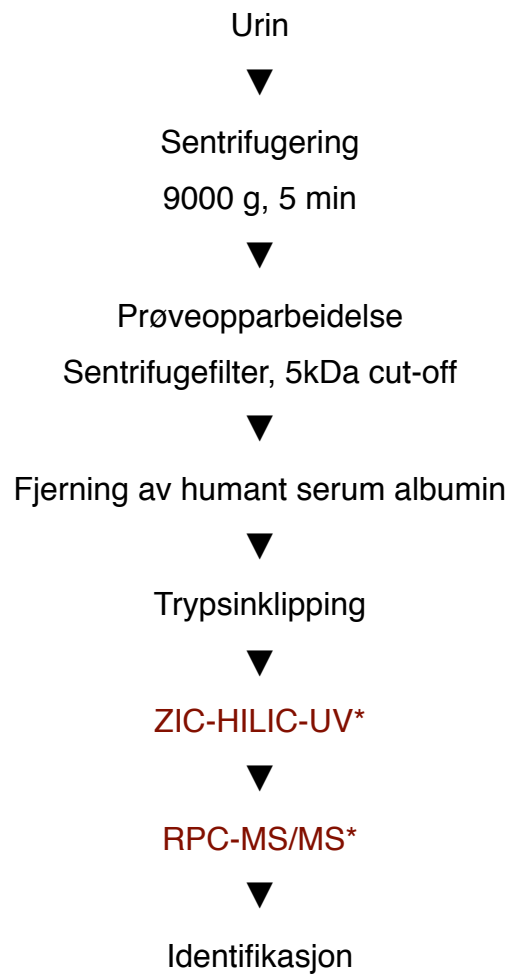 Urin
▼
Sentrifugering
9000 g, 5 min
▼
Prøveopparbeidelse
Sentrifugefilter, 5kDa cut-off
▼
Fjerning av humant serum albumin
▼
Trypsinklipping
▼
ZIC-HILIC-UV*
▼
RPC-MS/MS*
▼
Identifikasjon